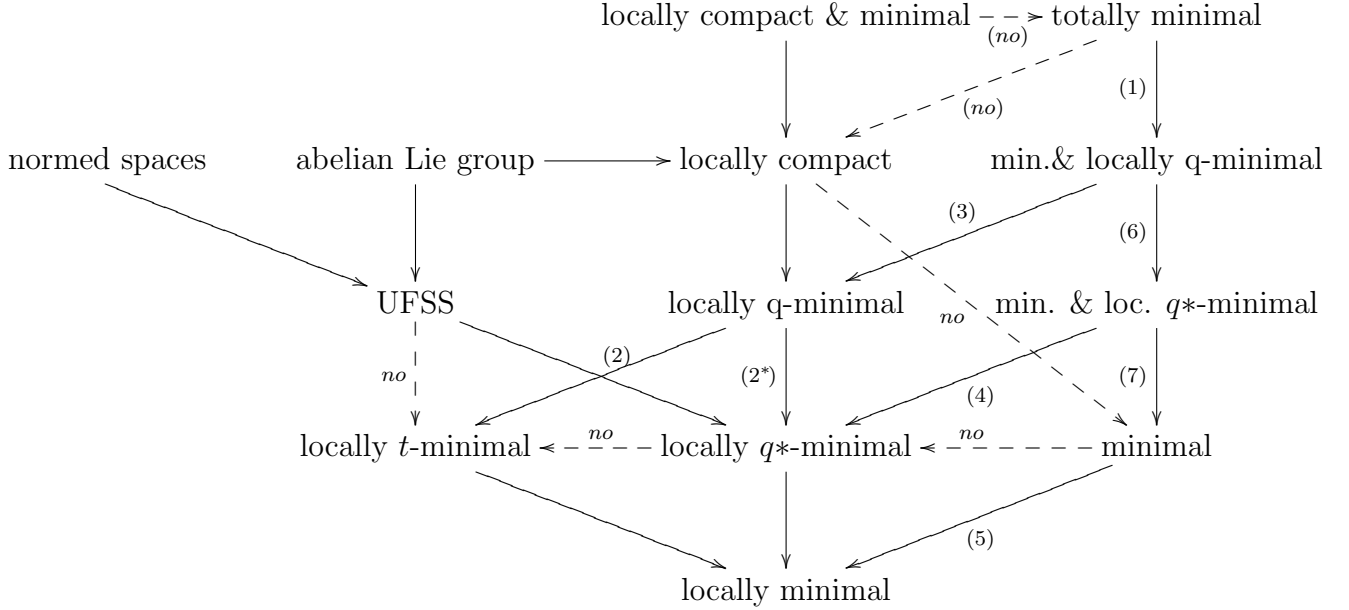 locally compact & minimal totally minimal
(no)
(no)
(1)
normed spaces abelian Lie group locally compact min.& locally q-minimal
(3)
(6)
UFSS locally q-minimal min. & loc. q∗-minimal
no
(2)
no
(2*)
(4)
(7)
locally t-minimal no locally q∗-minimal no minimal
(5)
locally minimal